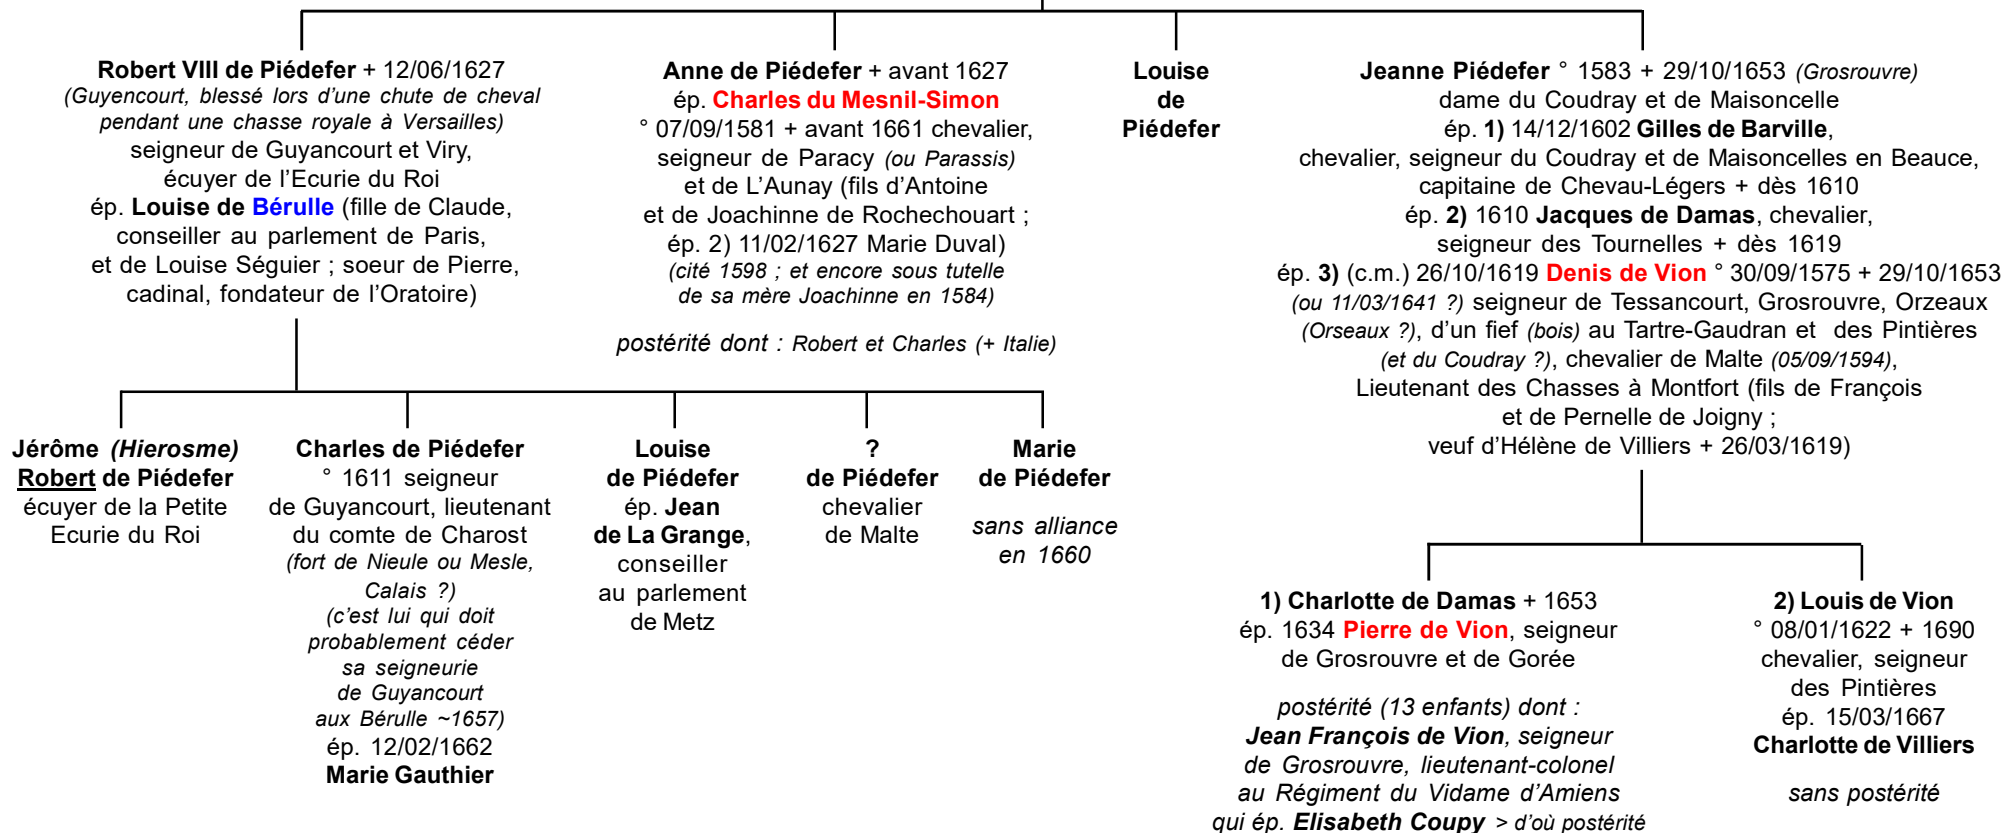 Robert VIII de Piédefer + 12/06/1627
(Guyencourt, blessé lors d'une chute de cheval
pendant une chasse royale à Versailles)
seigneur de Guyancourt et Viry,
écuyer de l'Ecurie du Roi
ép. Louise de Bérulle (fille de Claude,
conseiller au parlement de Paris,
et de Louise Séguier ; soeur de Pierre,
cadinal, fondateur de l'Oratoire)
Anne de Piédefer + avant 1627
ép. Charles du Mesnil-Simon
° 07/09/1581 + avant 1661 chevalier,
seigneur de Paracy (ou Parassis)
et de L'Aunay (fils d'Antoine
et de Joachinne de Rochechouart ;
ép. 2) 11/02/1627 Marie Duval)
(cité 1598 ; et encore sous tutelle
de sa mère Joachinne en 1584)
postérité dont : Robert et Charles (+ Italie)
Louise
de
Piédefer
Jeanne Piédefer ° 1583 + 29/10/1653 (Grosrouvre)
dame du Coudray et de Maisoncelle
ép. 1) 14/12/1602 Gilles de Barville,
chevalier, seigneur du Coudray et de Maisoncelles en Beauce,
capitaine de Chevau-Légers + dès 1610
ép. 2) 1610 Jacques de Damas, chevalier,
seigneur des Tournelles + dès 1619
ép. 3) (c.m.) 26/10/1619 Denis de Vion ° 30/09/1575 + 29/10/1653
(ou 11/03/1641 ?) seigneur de Tessancourt, Grosrouvre, Orzeaux
(Orseaux ?), d'un fief (bois) au Tartre-Gaudran et des Pintières
(et du Coudray ?), chevalier de Malte (05/09/1594),
Lieutenant des Chasses à Montfort (fils de François
et de Pernelle de Joigny ;
veuf d'Hélène de Villiers + 26/03/1619)
Jérôme (Hierosme)
Robert de Piédefer
écuyer de la Petite
Ecurie du Roi
Charles de Piédefer
° 1611 seigneur
de Guyancourt, lieutenant
du comte de Charost
(fort de Nieule ou Mesle,
Calais ?)
(c'est lui qui doit
probablement céder
sa seigneurie
de Guyancourt
aux Bérulle ~1657)
ép. 12/02/1662
Marie Gauthier
Louise
de Piédefer
ép. Jean
de La Grange,
conseiller
au parlement
de Metz
?
de Piédefer
chevalier
de Malte
Marie
de Piédefer
sans alliance
en 1660
1) Charlotte de Damas + 1653
ép. 1634 Pierre de Vion, seigneur
de Grosrouvre et de Gorée
postérité (13 enfants) dont :
Jean François de Vion, seigneur
de Grosrouvre, lieutenant-colonel
au Régiment du Vidame d'Amiens
qui ép. Elisabeth Coupy > d'où postérité
2) Louis de Vion
° 08/01/1622 + 1690
chevalier, seigneur
des Pintières
ép. 15/03/1667
Charlotte de Villiers
sans postérité